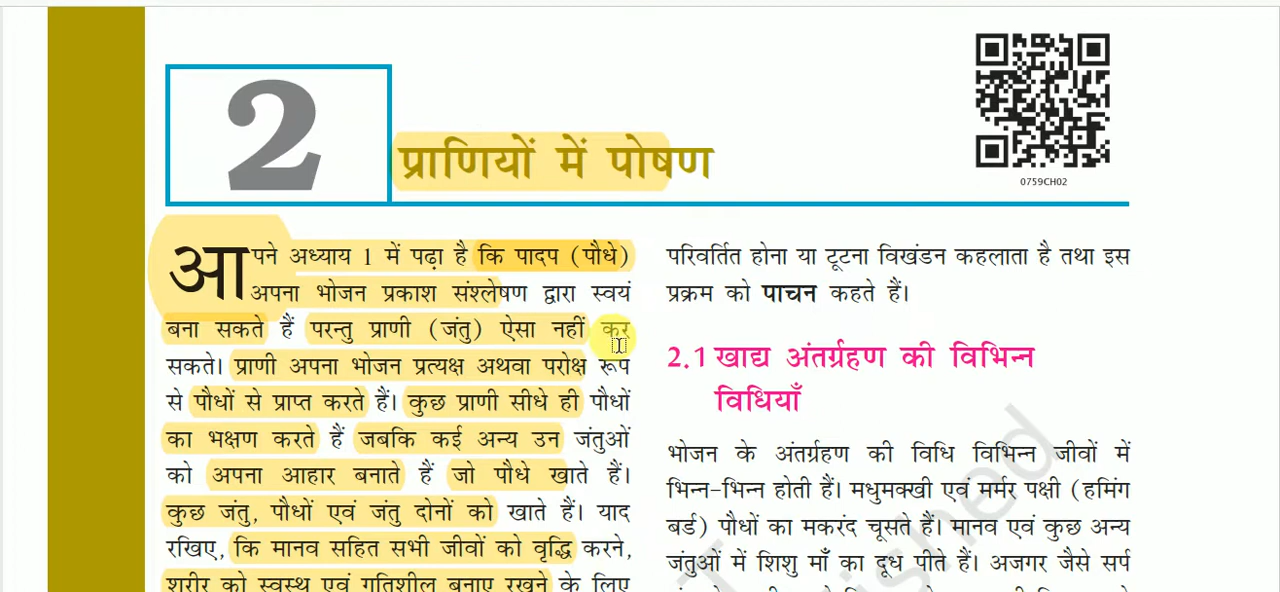 2
प्राणियों में पोषण
0759CH02
आपने अध्याय 1 में पढ़ा है कि पादप (पौधे)
अपना भोजन प्रकाश संश्लेषण द्वारा स्वयं
बना सकते हैं परन्तु प्राणी (जंतु) ऐसा नहीं कर
सकते। प्राणी अपना भोजन प्रत्यक्ष अथवा परोक्ष रूप
से पौधों से प्राप्त करते हैं। कुछ प्राणी सीधे ही पौधों
का भक्षण करते हैं जबकि कई अन्य उन जंतुओं
को अपना आहार बनाते हैं जो पौधे खाते हैं।
कुछ जंतु, पौधों एवं जंतु दोनों को खाते हैं। याद
रखिए, कि मानव सहित सभी जीवों को वृद्धि करने,
शरीर को स्वस्थ एवं गतिशील बनाए रखने के लिए
परिवर्तित होना या टूटना विखंडन कहलाता है तथा इस
प्रक्रम को पाचन कहते हैं।
2.1 खाद्य अंतर्ग्रहण की विभिन्न
विधियाँ
भोजन के अंतर्ग्रहण की विधि विभिन्न जीवों में
भिन्न-भिन्न होती हैं। मधुमक्खी एवं मर्मर पक्षी (हमिंग
बर्ड) पौधों का मकरंद चूसते हैं। मानव एवं कुछ अन्य
जंतुओं में शिशु माँ का दूध पीते हैं। अजगर जैसे सर्प